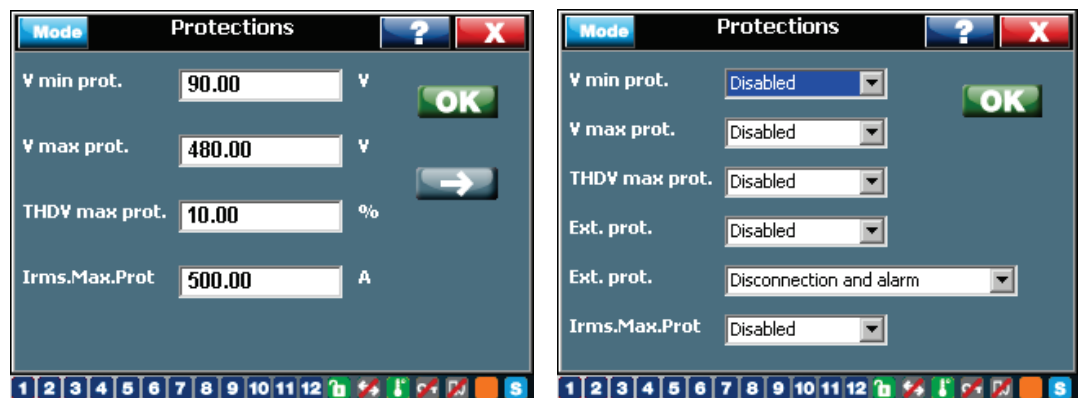 Mode Protections ? X
V min prot. 90.00 V
OK
V max prot. 480.00 V
THDV max prot. 10.00 %
Irms.Max.Prot 500.00 A
1 2 3 4 5 6 7 8 9 10 11 12 S
Mode Protections ? X
V min prot. Disabled
OK
V max prot. Disabled
THDV max prot. Disabled
Ext. prot. Disabled
Ext. prot. Disconnection and alarm
Irms.Max.Prot Disabled
1 2 3 4 5 6 7 8 9 10 11 12 S